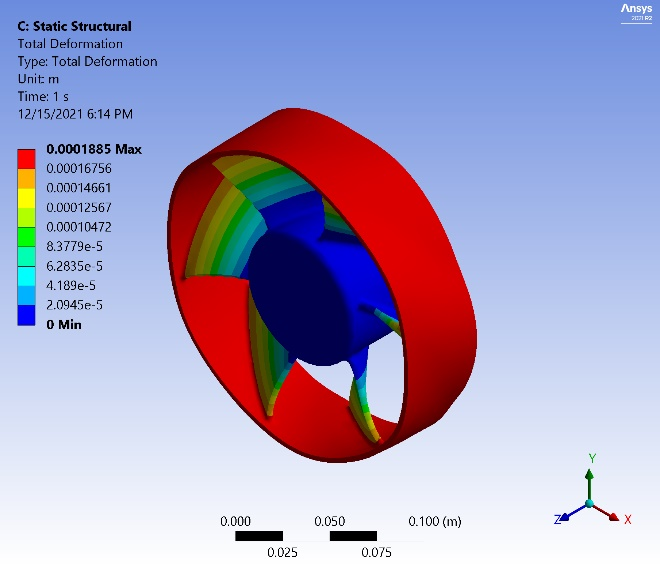 Ansys
2021 R2
C: Static Structural
Total Deformation
Type: Total Deformation
Unit: m
Time: 1 s
12/15/2021 6:14 PM
0.0001885 Max
0.00016756
0.00014661
0.00012567
0.00010472
8.3779e-5
6.2835e-5
4.189e-5
2.0945e-5
0 Min
Y
Z
X
0.000 0.050 0.100 (m)
0.025 0.075